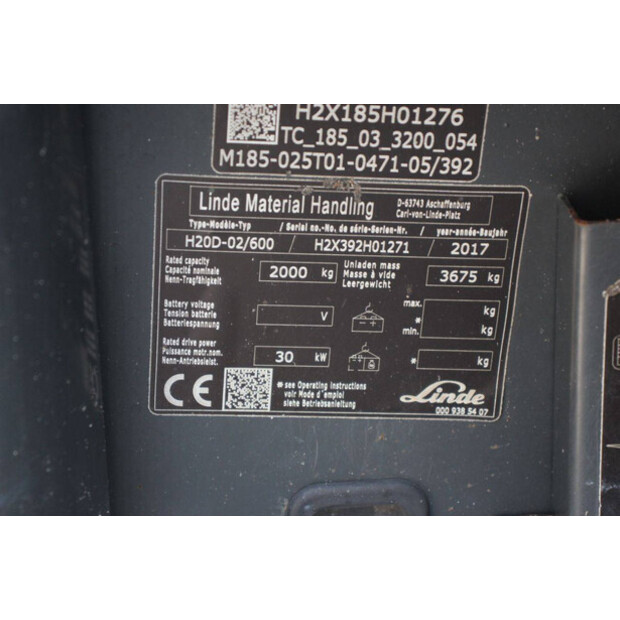 H2X185H01276
TC_185_03_3200_054
M185-025T01-0471-05/392
Linde Material Handling
D-63743 Aschaffenburg
Carl-von-Linde-Platz
Type-Modèle-Typ / Serial no.-No. de série-Serien-Nr. / year-année-Baujahr
H20D-02/600 / H2X392H01271 / 2017
Rated capacity
Capacité nominale
Nenn-Tragfähigkeit
2000 kg
Unladen mass
Masse à vide
Leergewicht
3675 kg
Battery voltage
Tension batterie
Batteriespannung
V
max.
* kg
* kg
min.
Rated drive power
Puissance motr.nom.
Nenn-Antriebsleist.
30 kW
* kg
CE
* see Operating instructions
voir Mode d'emploi
siehe Betriebsanleitung
Linde
000 938 54 07